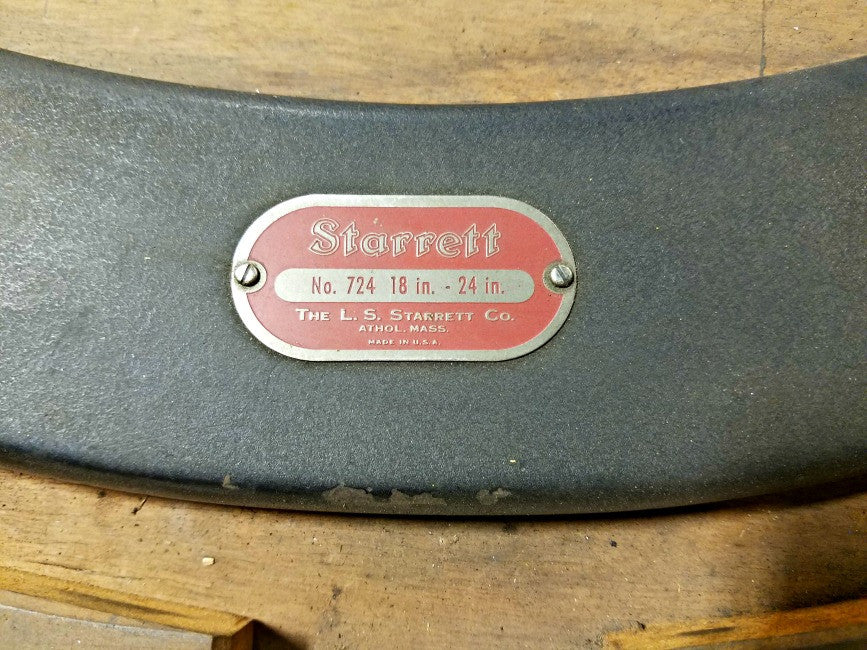 Starrett
No. 724 18 in. - 24 in.
THE L. S. STARRETT CO.
ATHOL. MASS.
MADE IN U.S.A.